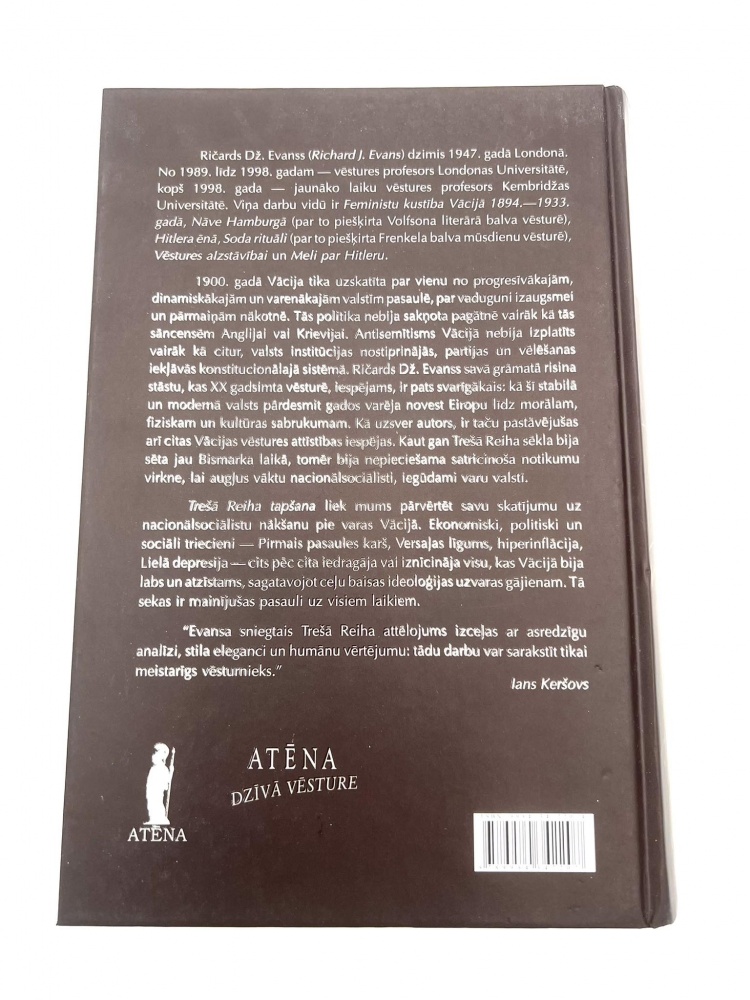 Ričards Dž. Evanss (Richard J. Evans) dzimis 1947. gadā Londonā.
No 1989. līdz 1998. gadam — vēstures profesors Londonas Universitātē,
kopš 1998. gada — jaunāko laiku vēstures profesors Kembridžas
Universitātē. Viņa darbu vidū ir Feministu kustība Vācijā 1894.—1933.
gadā, Nāve Hamburgā (par to piešķirta Volfsona literārā balva vēsturē),
Hitlera ēnā, Soda rituāli (par to piešķirta Frenkela balva mūsdienu vēsturē),
Vēstures aizstāvībai un Meli par Hitleru.
1900. gadā Vācija tika uzskatīta par vienu no progresīvākajām,
dinamiskākajām un varenākajām valstīm pasaulē, par vaduguni izaugsmei
un pārmaiņām nākotnē. Tās politika nebija sakņota pagātnē vairāk kā tās
sāncensēm Anglijai vai Krievijai. Antisemītisms Vācijā nebija izplatīts
vairāk kā citur, valsts institūcijas nostiprinājās, partijas un vēlēšanas
iekļāvās konstitucionālajā sistēmā. Ričards Dž. Evanss savā grāmatā risina
stāstu, kas XX gadsimta vēsturē, iespējams, ir pats svarīgākais: kā šī stabilā
un modernā valsts pārdesmit gados varēja novest Eiropu līdz morālam,
fiziskam un kultūras sabrukumam. Kā uzsver autors, ir taču pastāvējušas
arī citas Vācijas vēstures attīstības iespējas. Kaut gan Trešā Reiha sēkla bija
sēta jau Bismarka laikā, tomēr bija nepieciešama satricinoša notikumu
virkne, lai augļus vāktu nacionālsociālisti, iegūdami varu valstī.
Trešā Reiha tapšana liek mums pārvērtēt savu skatījumu uz
nacionālsociālistu nākšanu pie varas Vācijā. Ekonomiski, politiski un
sociāli triecieni — Pirmais pasaules karš, Versaļas līgums, hiperinflācija,
Lielā depresija — cits pēc cita iedragāja vai iznīcināja visu, kas Vācijā bija
labs un atzīstams, sagatavojot ceļu baisas ideoloģijas uzvaras gājienam. Tā
sekas ir mainījušas pasauli uz visiem laikiem.
"Evansa sniegtais Trešā Reiha attēlojums izceļas ar asredzīgu
analīzi, stila eleganci un humānu vērtējumu: tādu darbu var sarakstīt tikai
meistarīgs vēsturnieks."
Ians Keršovs
ATĒNA
DZĪVĀ VĒSTURE
ATĒNA